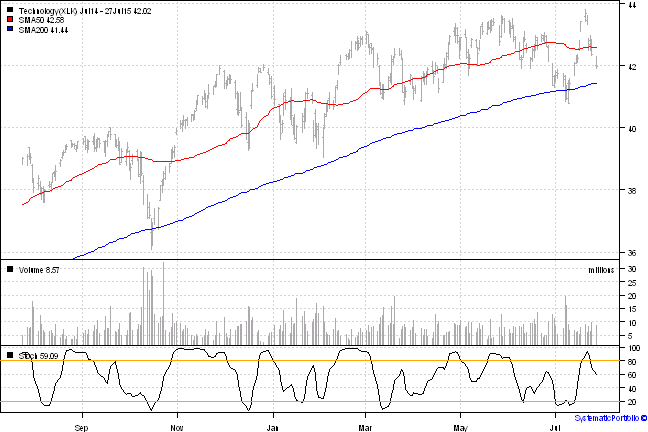 Technology(XLK) Jul14 - 27Jul15 42.02
SMA50 42.58
SMA200 41.44
44
42
40
38
36
Volume 8.57
millions
30
25
20
15
10
5
SDch 59.09
100
80
60
40
20
Sep
Nov
Jan
Mar
May
Jul
SystematicPortfolio ©